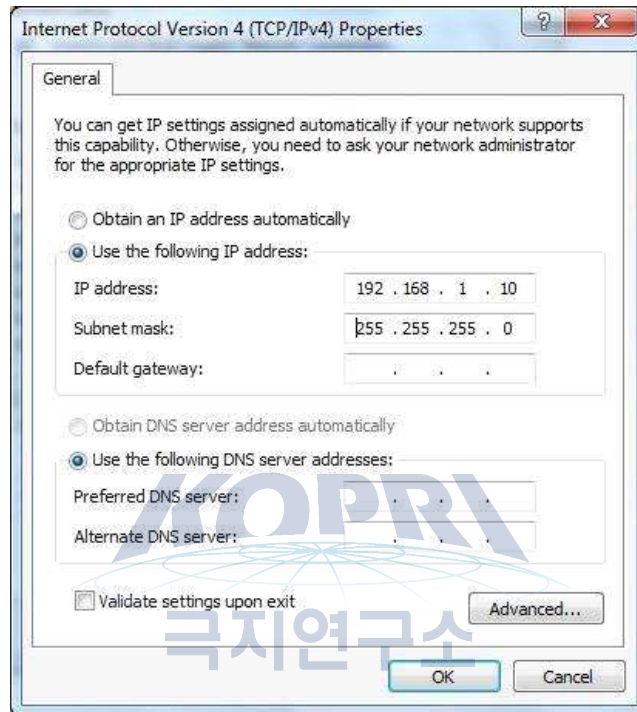 Internet Protocol Version 4 (TCP/IPv4) Properties
General
You can get IP settings assigned automatically if your network supports
this capability. Otherwise, you need to ask your network administrator
for the appropriate IP settings.
Obtain an IP address automatically
Use the following IP address:
IP address: 192 . 168 . 1 . 10
Subnet mask: 255 . 255 . 255 . 0
Default gateway: . . .
Obtain DNS server address automatically
Use the following DNS server addresses:
Preferred DNS server: . . .
Alternate DNS server: . . .
KOPRI
Validate settings upon exit
Advanced...
극지연구소
OK Cancel